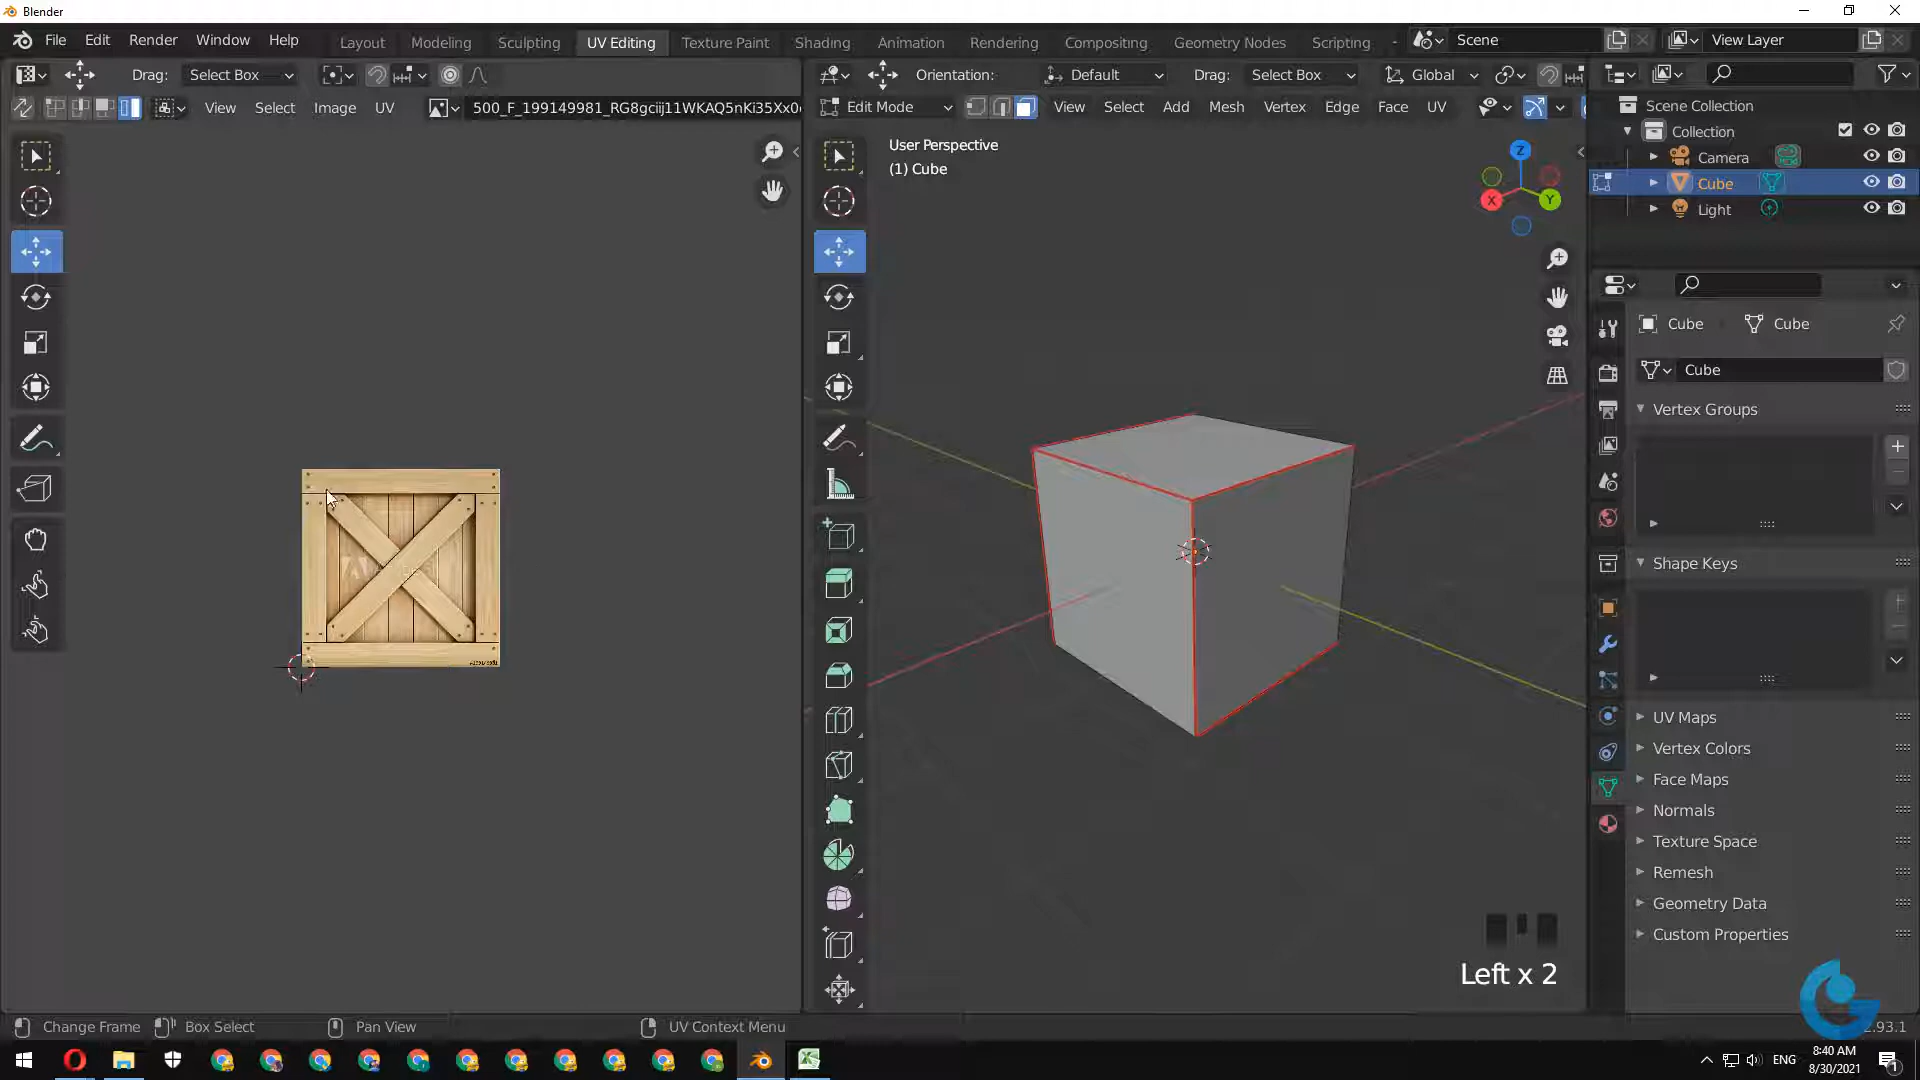 Blender
File Edit Render Window Help
Layout Modeling Sculpting UV Editing Texture Paint Shading Animation Rendering Compositing Geometry Nodes Scripting
Scene
View Layer
Drag: Select Box
Orientation: Default Drag: Select Box Global
View Select Image UV
Edit Mode View Select Add Mesh Vertex Edge Face UV
User Perspective
(1) Cube
Z
X
Y
Scene Collection
Collection
Camera
Cube
Light
Cube Cube
Cube
Vertex Groups
Shape Keys
UV Maps
Vertex Colors
Face Maps
Normals
Texture Space
Remesh
Geometry Data
Custom Properties
Left x 2
Change Frame Box Select Pan View UV Context Menu
2.93.1
ENG
8:40 AM
8/30/2021
1